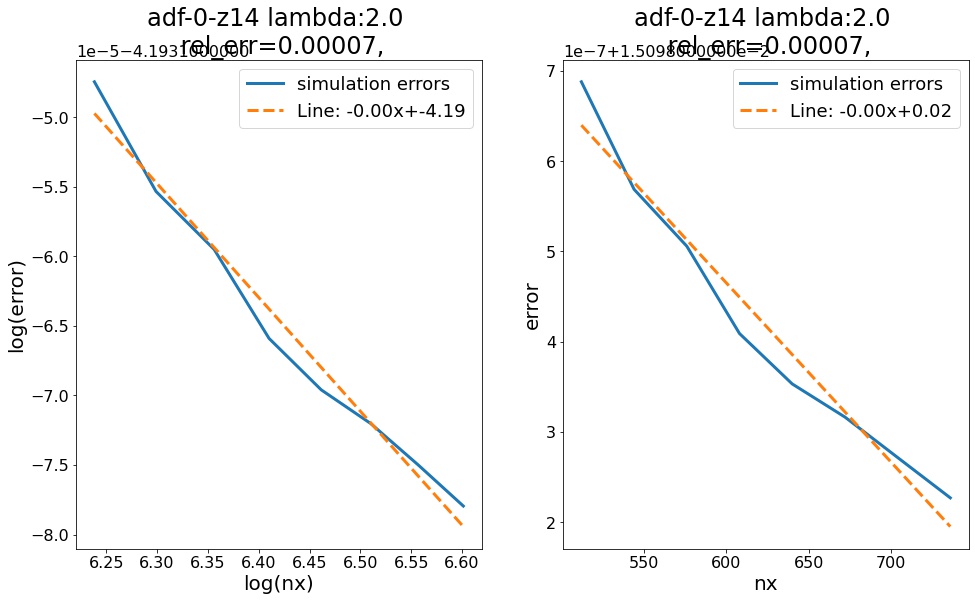 adf-0-z14 lambda:2.0
rel_err=0.00007,
1e−5−4.1931000000
simulation errors
Line: -0.00x+-4.19
−5.0
−5.5
−6.0
−6.5
−7.0
−7.5
−8.0
log(error)
6.25 6.30 6.35 6.40 6.45 6.50 6.55 6.60
log(nx)
adf-0-z14 lambda:2.0
rel_err=0.00007,
1e−7+1.5098000000e−2
simulation errors
Line: -0.00x+0.02
7
6
5
4
3
2
error
550 600 650 700
nx